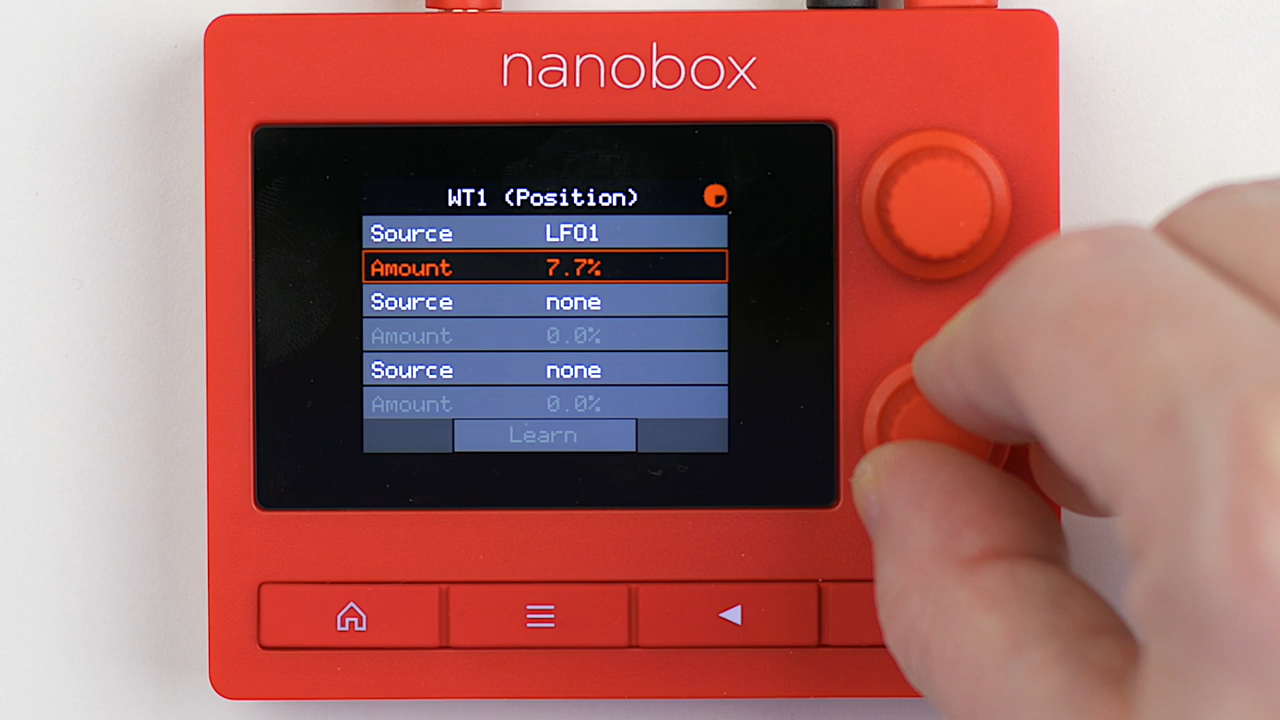 nanobox
WT1 (Position)
Source LFO1
Amount 7.7%
Source none
Amount 0.0%
Source none
Amount 0.0%
Learn